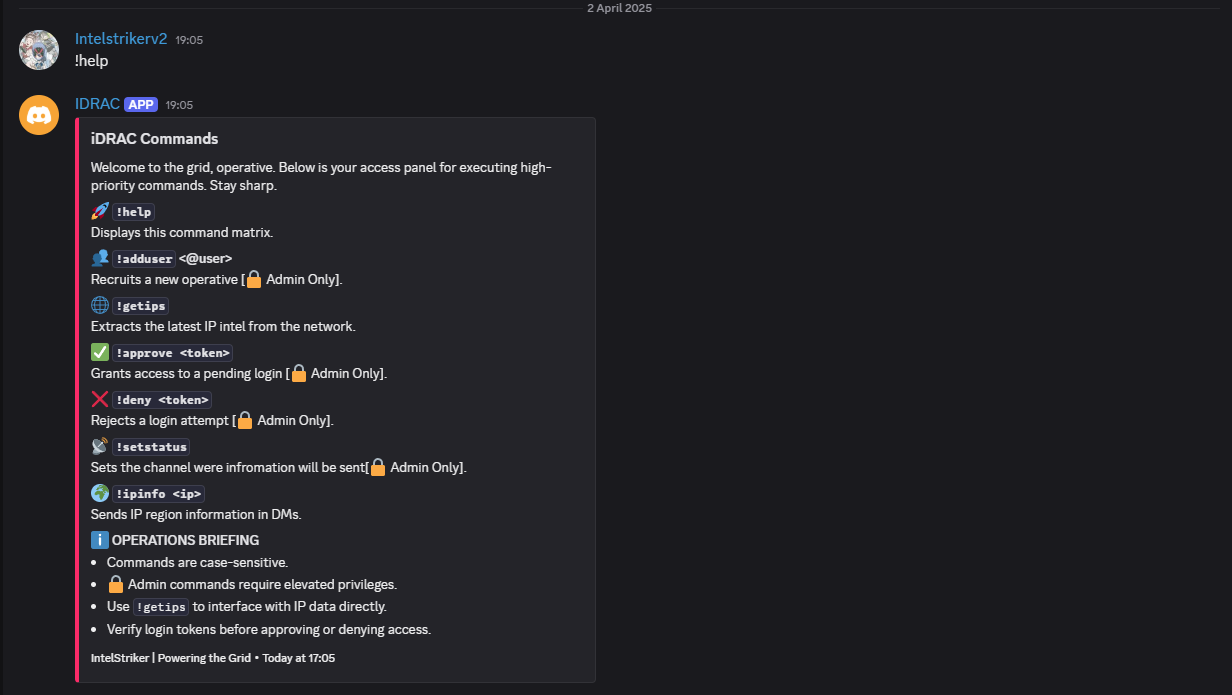 2 April 2025
Intelstrikerv2 19:05
!help
IDRAC APP 19:05
iDRAC Commands
Welcome to the grid, operative. Below is your access panel for executing high-
priority commands. Stay sharp.
!help
Displays this command matrix.
!adduser <@user>
Recruits a new operative [🔒 Admin Only].
!getips
Extracts the latest IP intel from the network.
!approve <token>
Grants access to a pending login [🔒 Admin Only].
!deny <token>
Rejects a login attempt [🔒 Admin Only].
!setstatus
Sets the channel were infromation will be sent[🔒 Admin Only].
!ipinfo <ip>
Sends IP region information in DMs.
ℹ️ OPERATIONS BRIEFING
• Commands are case-sensitive.
• 🔒 Admin commands require elevated privileges.
• Use !getips to interface with IP data directly.
• Verify login tokens before approving or denying access.
IntelStriker | Powering the Grid • Today at 17:05